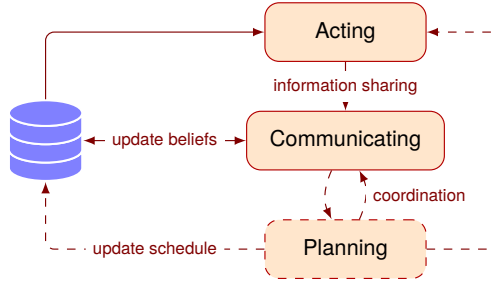 Acting
information sharing
update beliefs
Communicating
coordination
update schedule
Planning